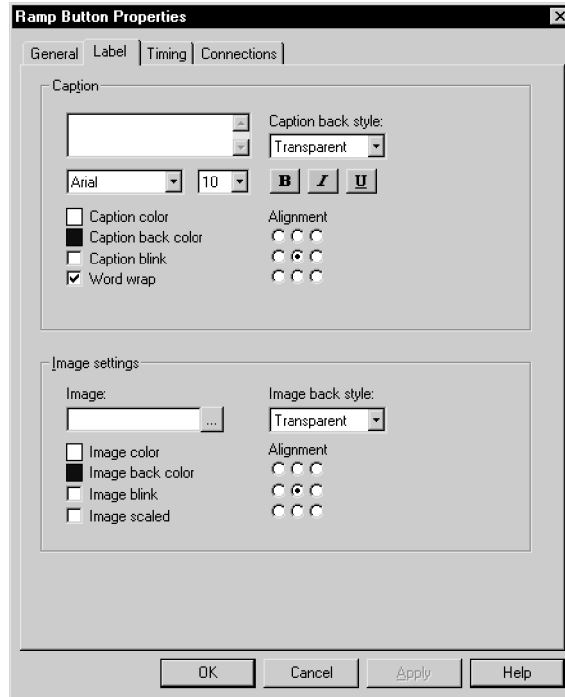 Ramp Button Properties
General Label Timing Connections
Caption
Caption back style:
Transparent
Arial 10 B I U
Caption color Alignment
Caption back color
Caption blink
Word wrap
Image settings
Image: Image back style:
... Transparent
Image color Alignment
Image back color
Image blink
Image scaled
OK Cancel Apply Help